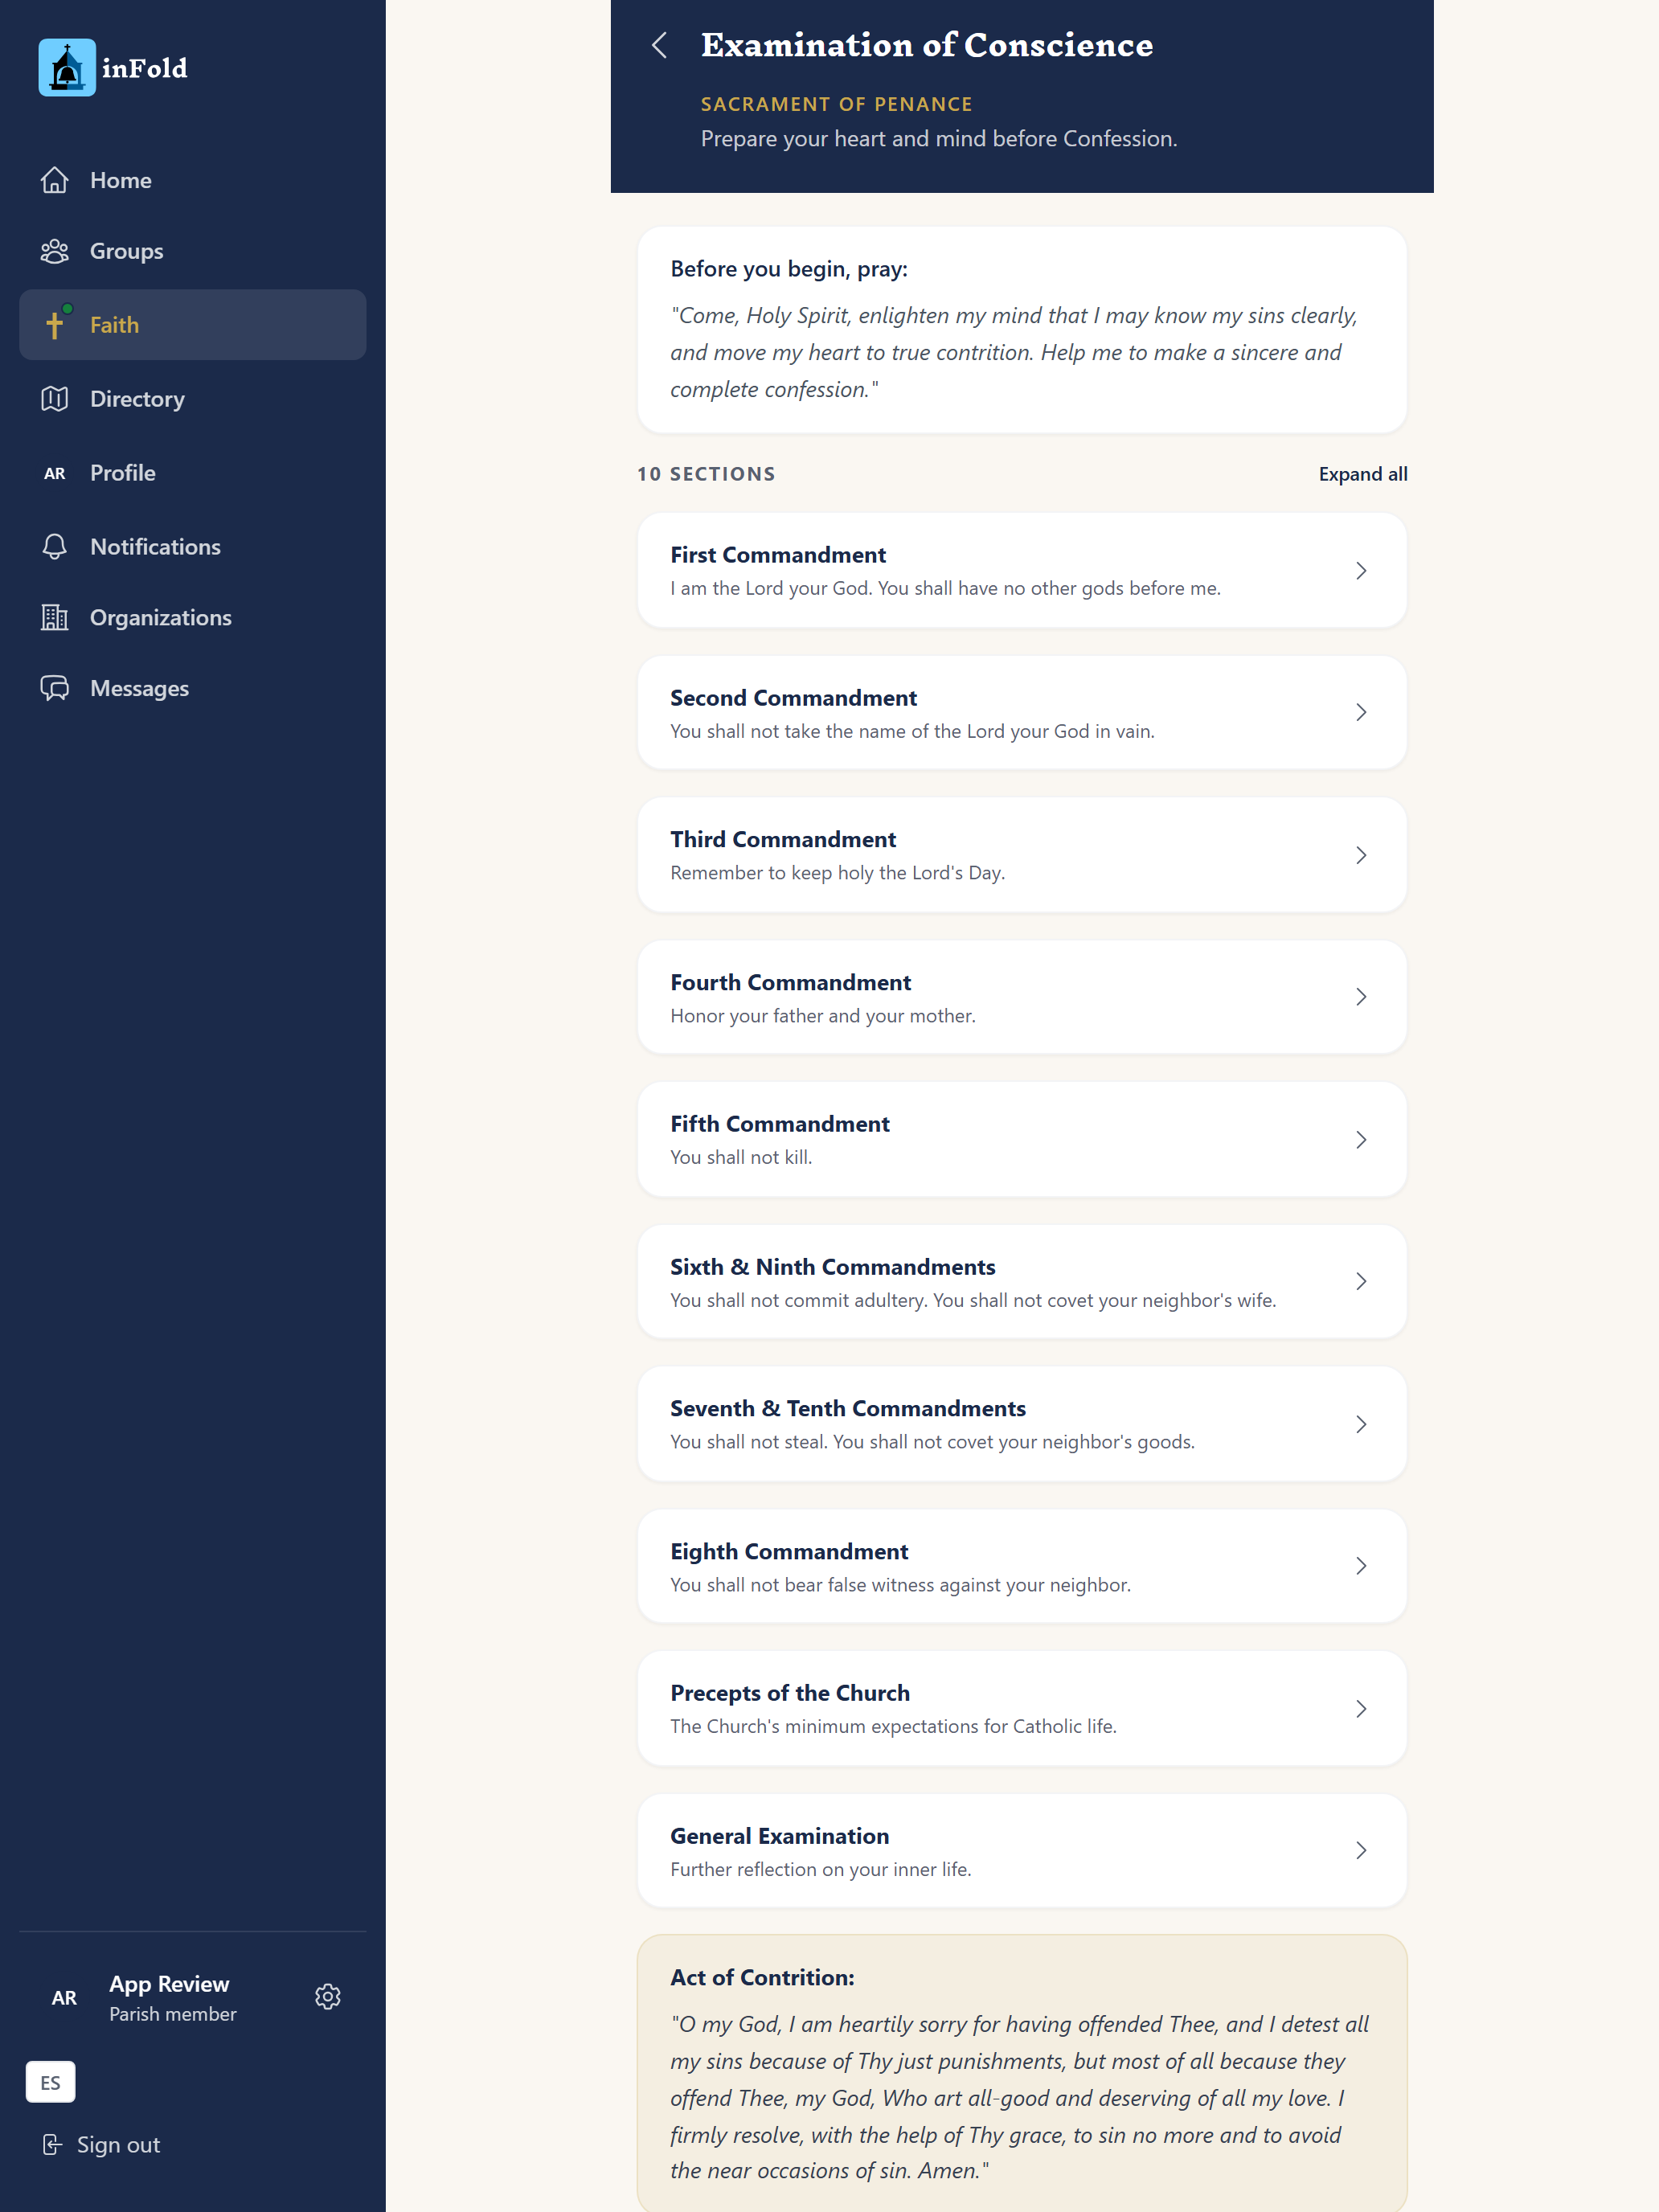 inFold
Home
Groups
Faith
Directory
AR Profile
Notifications
Organizations
Messages
AR
App Review
Parish member
ES
Sign out
Examination of Conscience
SACRAMENT OF PENANCE
Prepare your heart and mind before Confession.
Before you begin, pray:
"Come, Holy Spirit, enlighten my mind that I may know my sins clearly,
and move my heart to true contrition. Help me to make a sincere and
complete confession."
10 SECTIONS
Expand all
First Commandment
I am the Lord your God. You shall have no other gods before me.
Second Commandment
You shall not take the name of the Lord your God in vain.
Third Commandment
Remember to keep holy the Lord's Day.
Fourth Commandment
Honor your father and your mother.
Fifth Commandment
You shall not kill.
Sixth & Ninth Commandments
You shall not commit adultery. You shall not covet your neighbor's wife.
Seventh & Tenth Commandments
You shall not steal. You shall not covet your neighbor's goods.
Eighth Commandment
You shall not bear false witness against your neighbor.
Precepts of the Church
The Church's minimum expectations for Catholic life.
General Examination
Further reflection on your inner life.
Act of Contrition:
"O my God, I am heartily sorry for having offended Thee, and I detest all
my sins because of Thy just punishments, but most of all because they
offend Thee, my God, Who art all-good and deserving of all my love. I
firmly resolve, with the help of Thy grace, to sin no more and to avoid
the near occasions of sin. Amen."